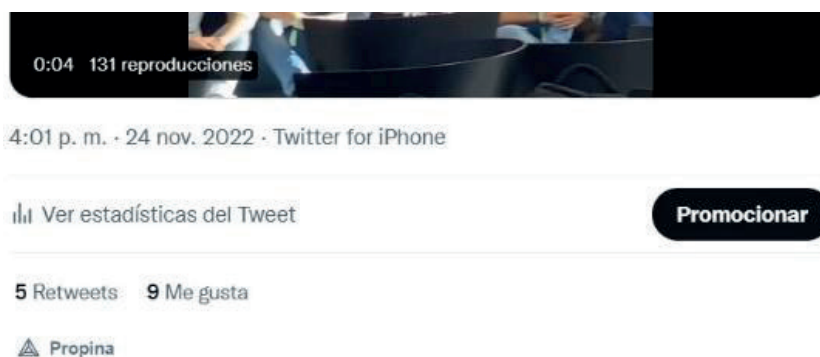 0:04 131 reproducciones
4:01 p. m. · 24 nov. 2022 · Twitter for iPhone
Ver estadísticas del Tweet Promocionar
5 Retweets 9 Me gusta
Propina